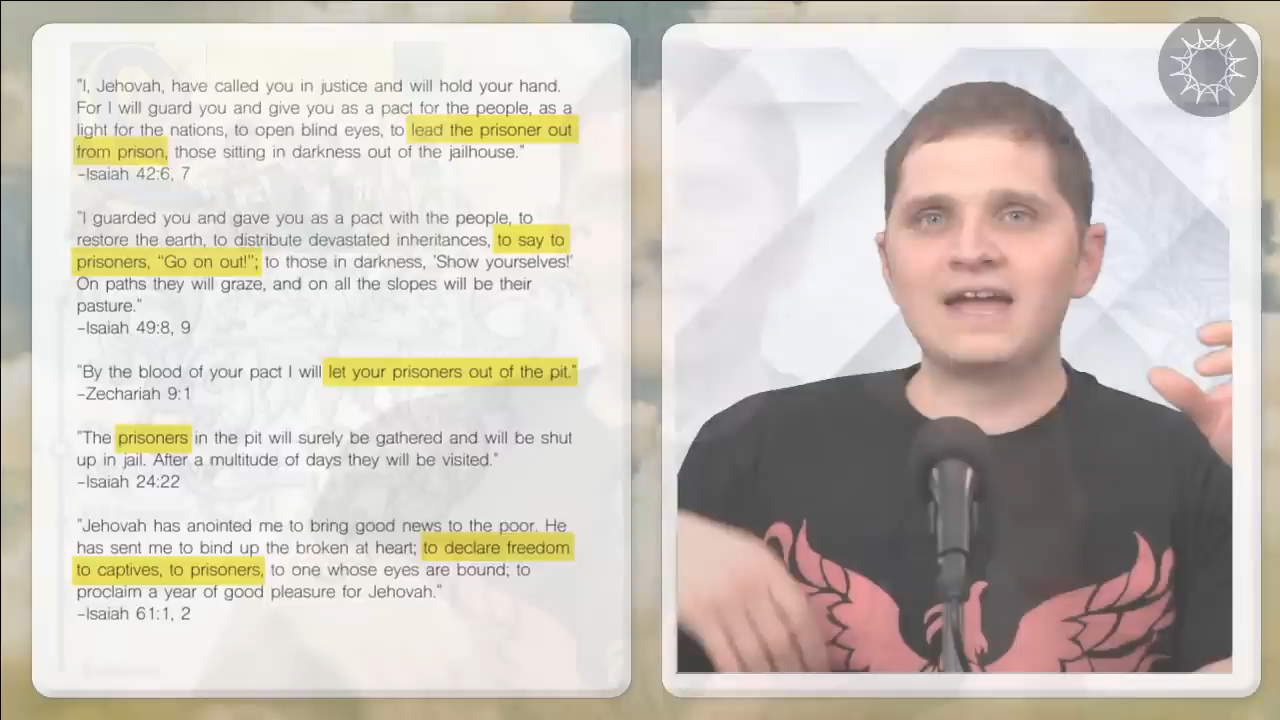 "I, Jehovah, have called you in justice and will hold your hand.
For I will guard you and give you as a pact for the people, as a
light for the nations, to open blind eyes, to lead the prisoner out
from prison, those sitting in darkness out of the jailhouse."
–Isaiah 42:6, 7
"I guarded you and gave you as a pact with the people, to
restore the earth, to distribute devastated inheritances, to say to
prisoners, "Go on out!"; to those in darkness, 'Show yourselves!'
On paths they will graze, and on all the slopes will be their
pasture."
–Isaiah 49:8, 9
"By the blood of your pact I will let your prisoners out of the pit."
–Zechariah 9:1
"The prisoners in the pit will surely be gathered and will be shut
up in jail. After a multitude of days they will be visited."
–Isaiah 24:22
"Jehovah has anointed me to bring good news to the poor. He
has sent me to bind up the broken at heart; to declare freedom
to captives, to prisoners, to one whose eyes are bound; to
proclaim a year of good pleasure for Jehovah."
–Isaiah 61:1, 2